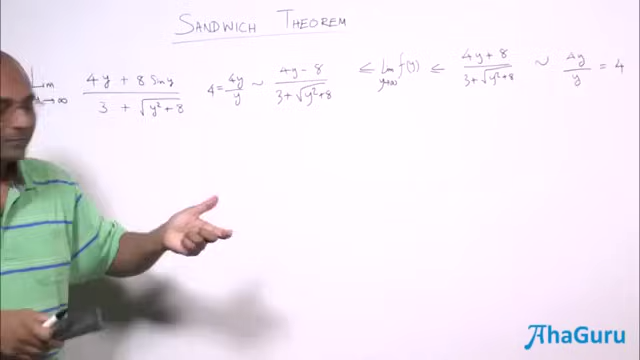 SANDWICH THEOREM
Lim y→∞ (4y + 8 Sin y) / (3 + √(y²+8))
4 = 4y/y ~ (4y - 8) / (3+√(y²+8)) ≤ Lim y→∞ f(y) ≤ (4y + 8) / (3+√(y²+8)) ~ 4y/y = 4
AhaGuru